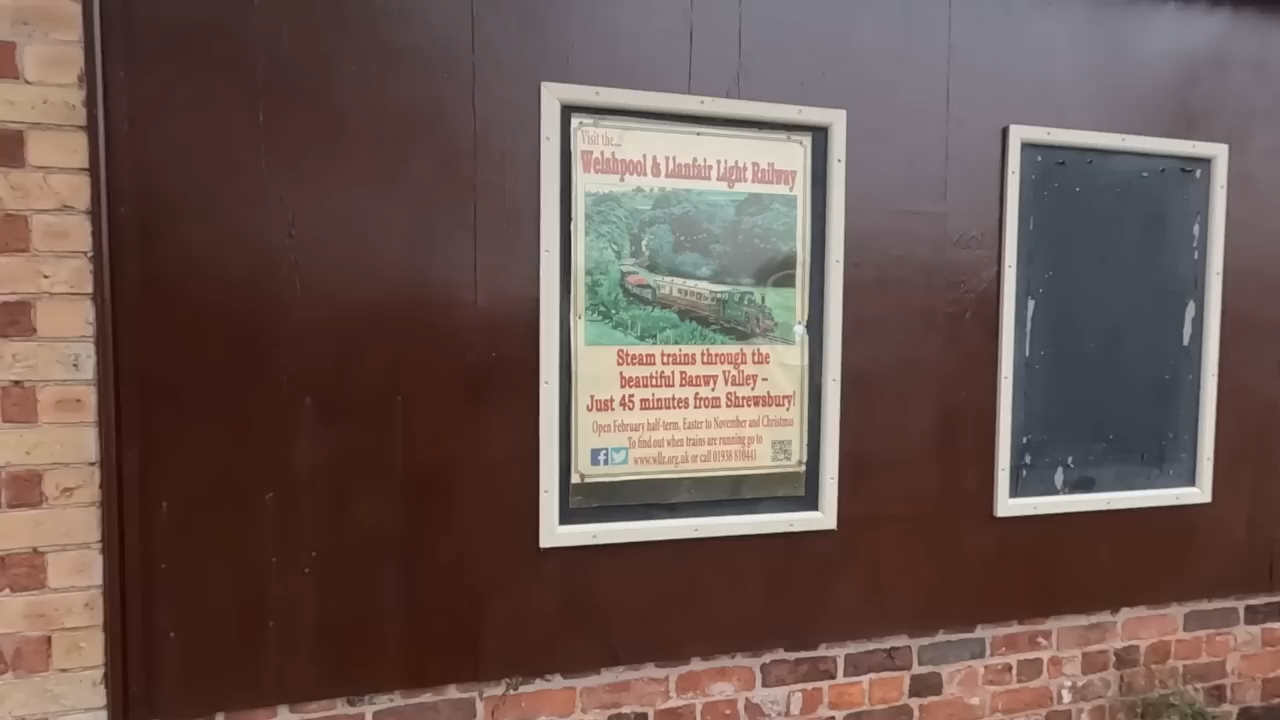 Visit the...
Welshpool & Llanfair Light Railway
Steam trains through the
beautiful Banwy Valley –
Just 45 minutes from Shrewsbury!
Open February half-term, Easter to November and Christmas
To find out when trains are running go to
www.wllr.org.uk or call 01938 810441